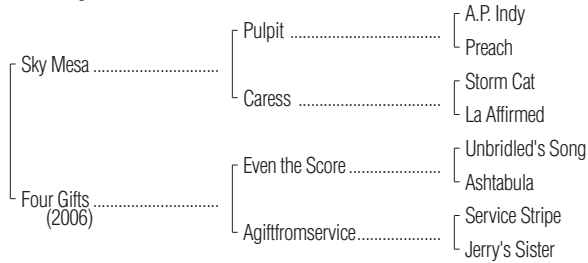 A.P. Indy
Pulpit ........................
Preach
Sky Mesa ................................
Storm Cat
Caress ........................
La Affirmed
Unbridled's Song
Even the Score .....................
Ashtabula
Four Gifts ................................
(2006)
Service Stripe
Agiftfromservice.....................
Jerry's Sister